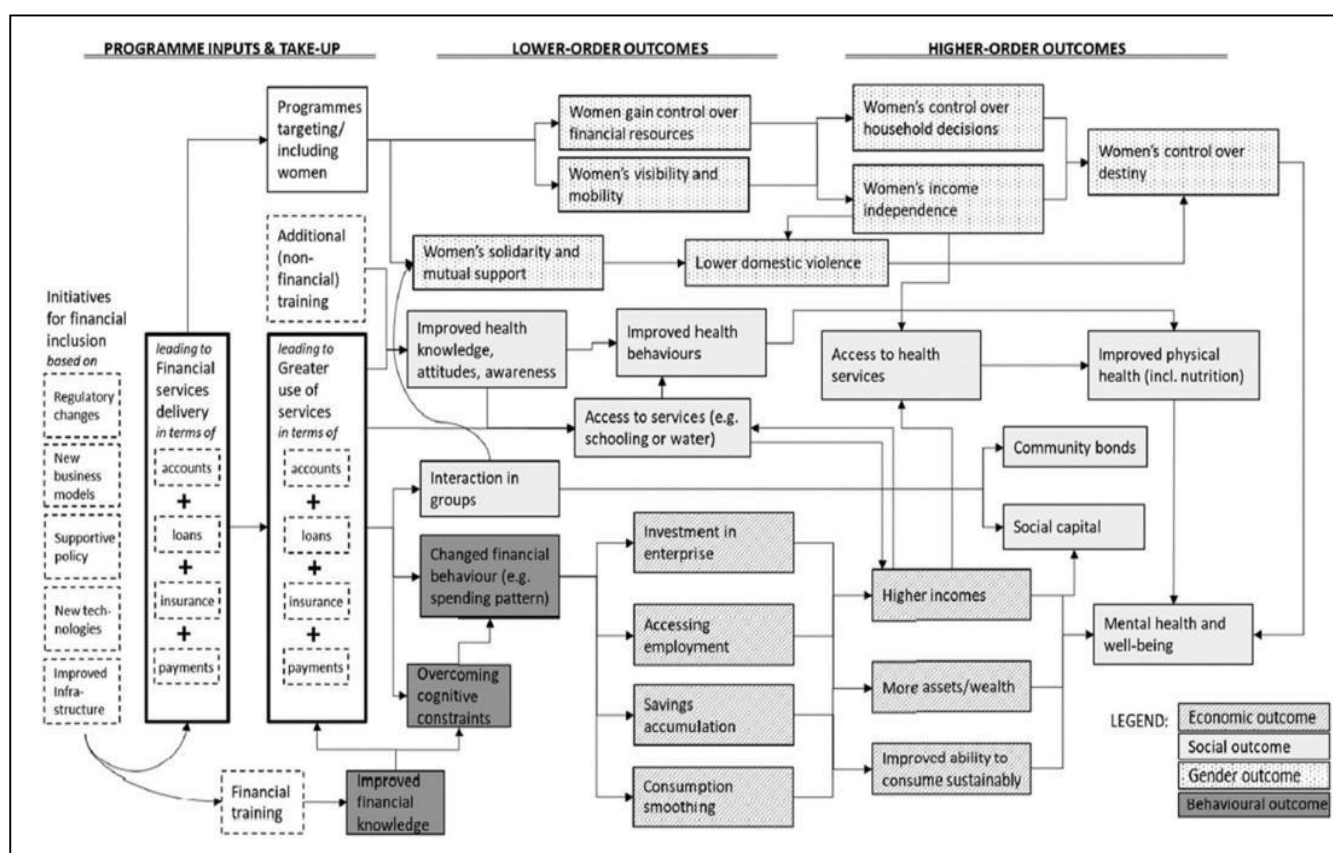 PROGRAMME INPUTS & TAKE-UP
LOWER-ORDER OUTCOMES
HIGHER-ORDER OUTCOMES
Programmes
targeting/
including
women
Women gain control over
financial resources
Women's visibility and
mobility
Women's control over
household decisions
Women's income
independence
Women's control over
destiny
Additional
(non-
financial)
training
Women's solidarity and
mutual support
Lower domestic violence
Initiatives
for financial
inclusion
based on
Regulatory
changes
New
business
models
Supportive
policy
New tech-
nologies
Improved
Infra-
structure
leading to
Financial
services
delivery
in terms of
accounts
+
loans
+
insurance
+
payments
leading to
Greater
use of
services
in terms of
accounts
+
loans
+
insurance
+
payments
Improved health
knowledge,
attitudes, awareness
Improved health
behaviours
Access to health
services
Improved physical
health (incl. nutrition)
Access to services (e.g.
schooling or water)
Interaction in
groups
Community bonds
Social capital
Changed financial
behaviour (e.g.
spending pattern)
Investment in
enterprise
Higher incomes
Accessing
employment
Mental health and
well-being
Overcoming
cognitive
constraints
Savings
accumulation
More assets/wealth
Consumption
smoothing
Improved ability to
consume sustainably
Financial
training
Improved
financial
knowledge
LEGEND:
Economic outcome
Social outcome
Gender outcome
Behavioural outcome